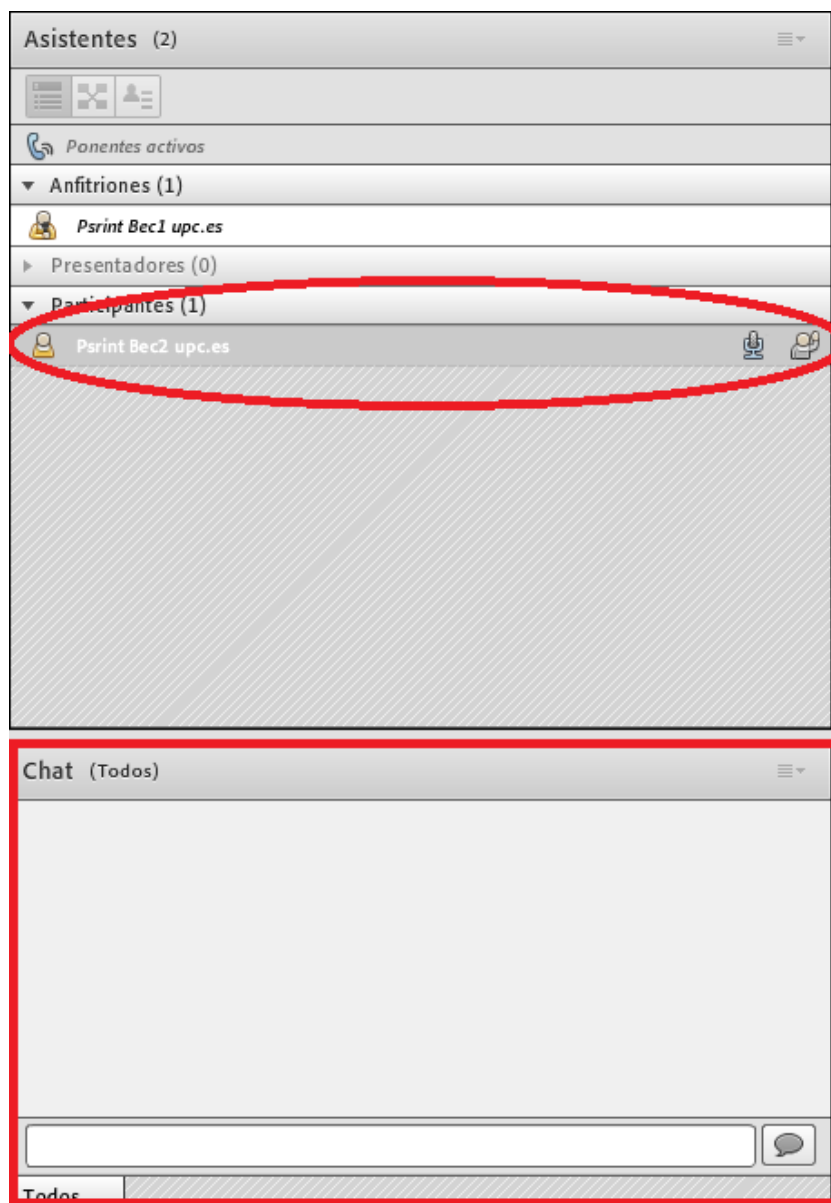 Asistentes (2)
Ponentes activos
Anfitriones (1)
Psrint Bec1 upc.es
Presentadores (0)
Participantes (1)
Psrint Bec2 upc.es
Chat (Todos)
Todos